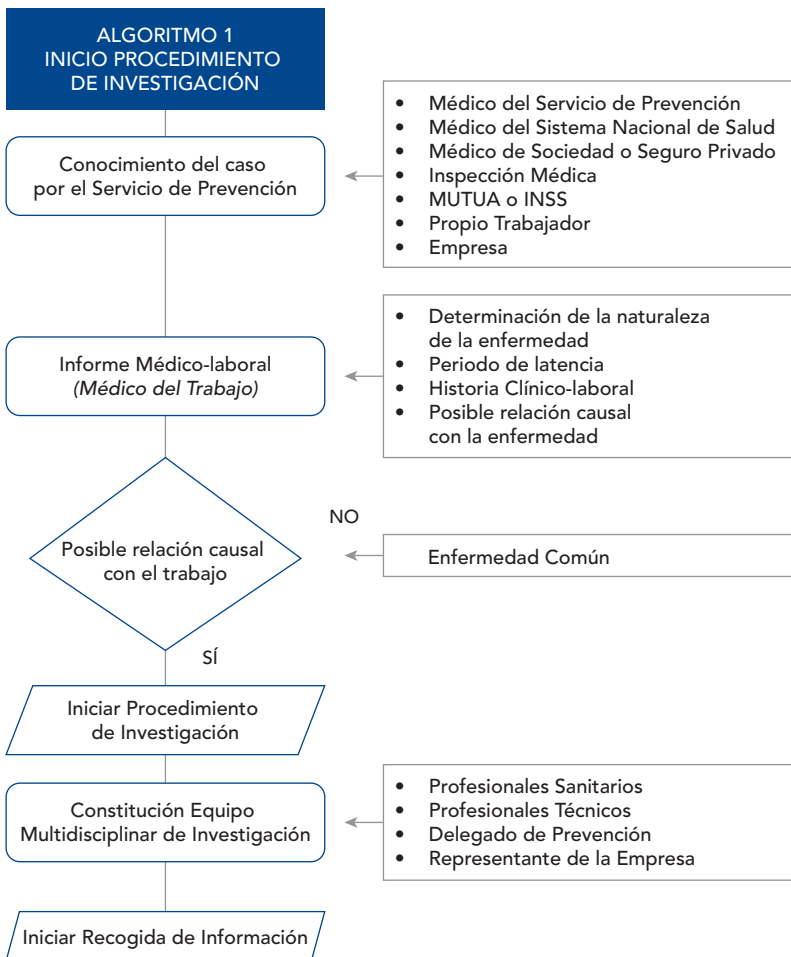 ALGORITMO 1
INICIO PROCEDIMIENTO
DE INVESTIGACIÓN
Conocimiento del caso
por el Servicio de Prevención
• Médico del Servicio de Prevención
• Médico del Sistema Nacional de Salud
• Médico de Sociedad o Seguro Privado
• Inspección Médica
• MUTUA o INSS
• Propio Trabajador
• Empresa
Informe Médico-laboral
(Médico del Trabajo)
• Determinación de la naturaleza
de la enfermedad
• Periodo de latencia
• Historia Clínico-laboral
• Posible relación causal
con la enfermedad
Posible relación causal
con el trabajo
NO
Enfermedad Común
SÍ
Iniciar Procedimiento
de Investigación
Constitución Equipo
Multidisciplinar de Investigación
• Profesionales Sanitarios
• Profesionales Técnicos
• Delegado de Prevención
• Representante de la Empresa
Iniciar Recogida de Información